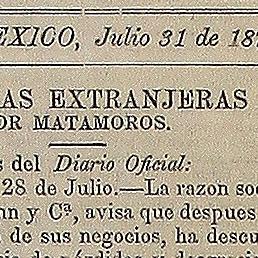 EXICO, Julio 31 de 187
AS EXTRANJERAS
OR MATAMOROS.
s del Diario Oficial:
28 de Julio.—La razon soc
nn y Cª, avisa que despues
de sus negocios, ha descu